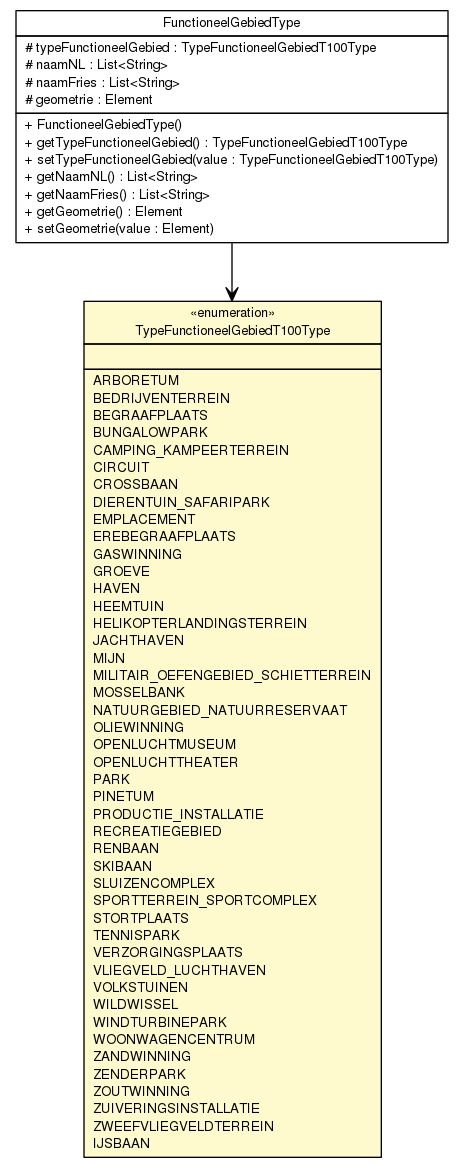 FunctioneelGebiedType
# typeFunctioneelGebied : TypeFunctioneelGebiedT100Type
# naamNL : List<String>
# naamFries : List<String>
# geometrie : Element
+ FunctioneelGebiedType()
+ getTypeFunctioneelGebied() : TypeFunctioneelGebiedT100Type
+ setTypeFunctioneelGebied(value : TypeFunctioneelGebiedT100Type)
+ getNaamNL() : List<String>
+ getNaamFries() : List<String>
+ getGeometrie() : Element
+ setGeometrie(value : Element)
«enumeration»
TypeFunctioneelGebiedT100Type
ARBORETUM
BEDRIJVENTERREIN
BEGRAAFPLAATS
BUNGALOWPARK
CAMPING_KAMPEERTERREIN
CIRCUIT
CROSSBAAN
DIERENTUIN_SAFARIPARK
EMPLACEMENT
EREBEGRAAFPLAATS
GASWINNING
GROEVE
HAVEN
HEEMTUIN
HELIKOPTERLANDINGSTERREIN
JACHTHAVEN
MIJN
MILITAIR_OEFENGEBIED_SCHIETTERREIN
MOSSELBANK
NATUURGEBIED_NATUURRESERVAAT
OLIEWINNING
OPENLUCHTMUSEUM
OPENLUCHTTHEATER
PARK
PINETUM
PRODUCTIE_INSTALLATIE
RECREATIEGEBIED
RENBAAN
SKIBAAN
SLUIZENCOMPLEX
SPORTTERREIN_SPORTCOMPLEX
STORTPLAATS
TENNISPARK
VERZORGINGSPLAATS
VLIEGVELD_LUCHTHAVEN
VOLKSTUINEN
WILDWISSEL
WINDTURBINEPARK
WOONWAGENCENTRUM
ZANDWINNING
ZENDERPARK
ZOUTWINNING
ZUIVERINGSINSTALLATIE
ZWEEFVLIEGVELDTERREIN
IJSBAAN